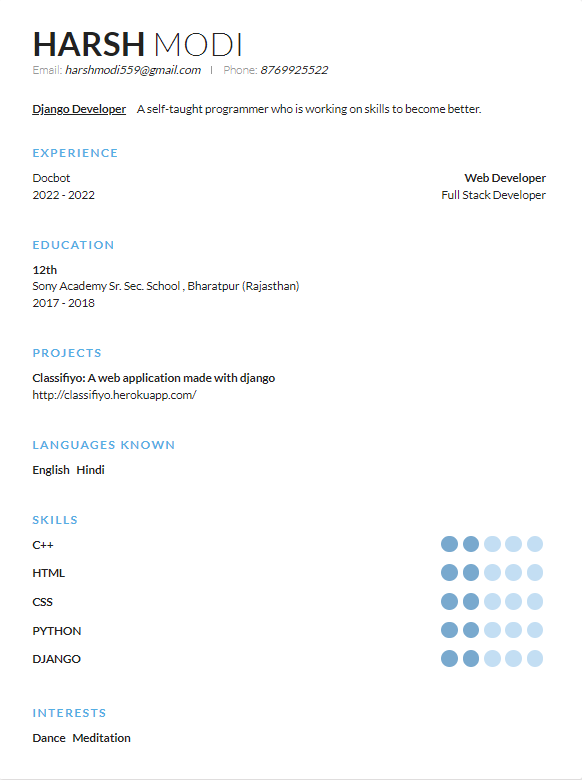 HARSH MODI
Email: harshmodi559@gmail.com | Phone: 8769925522
Django Developer A self-taught programmer who is working on skills to become better.
EXPERIENCE
Docbot Web Developer
2022 - 2022 Full Stack Developer
EDUCATION
12th
Sony Academy Sr. Sec. School , Bharatpur (Rajasthan)
2017 - 2018
PROJECTS
Classifiyo: A web application made with django
http://classifiyo.herokuapp.com/
LANGUAGES KNOWN
English Hindi
SKILLS
C++
HTML
CSS
PYTHON
DJANGO
INTERESTS
Dance Meditation